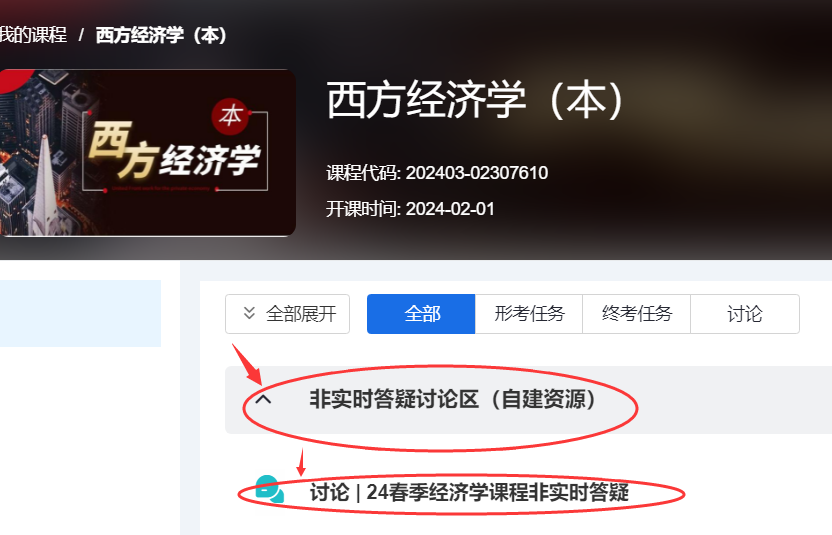 我的课程 / 西方经济学（本）
本
西方经济学
西方经济学（本）
课程代码: 202403-02307610
开课时间: 2024-02-01
全部展开 全部 形考任务 终考任务 讨论
非实时答疑讨论区（自建资源）
讨论 | 24春季经济学课程非实时答疑